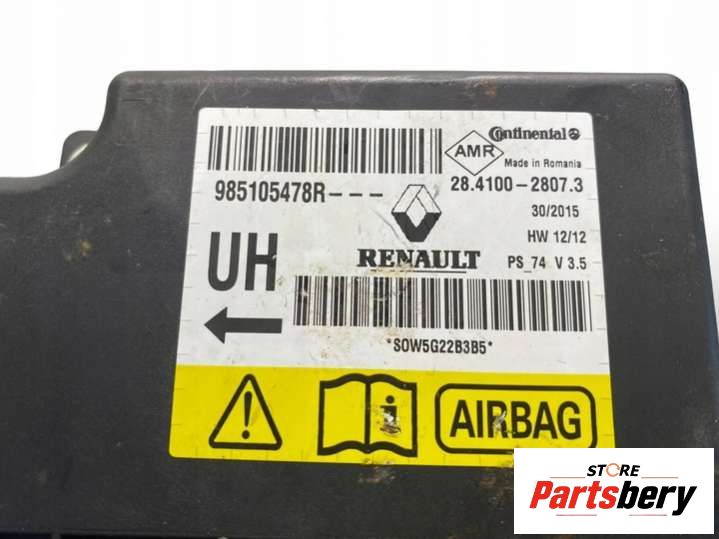 Continental
AMR
Made in Romania
985105478R---
28.4100-2807.3
30/2015
HW 12/12
UH
RENAULT
PS_74 V 3.5
*S0W5G22B3B5*
i
AIRBAG
STORE
Partsbery